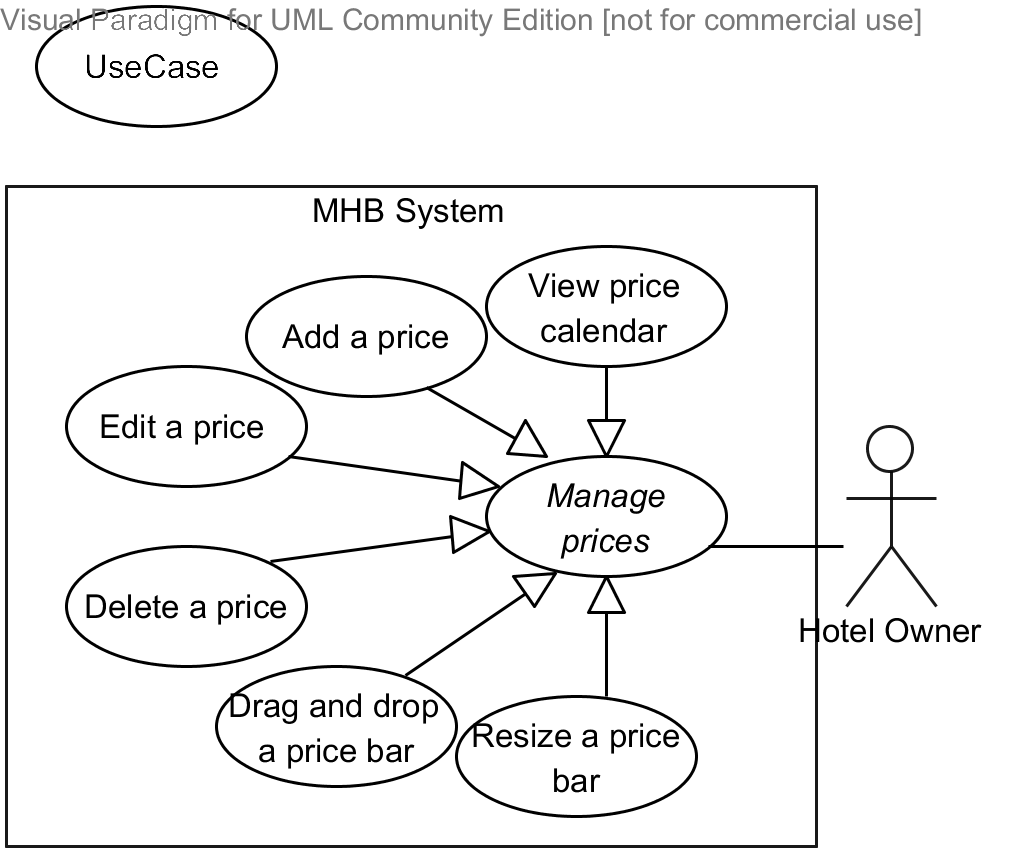 Visual Paradigm for UML Community Edition [not for commercial use]
UseCase
MHB System
View price
calendar
Add a price
Edit a price
Manage
prices
Delete a price
Hotel Owner
Drag and drop
a price bar
Resize a price
bar